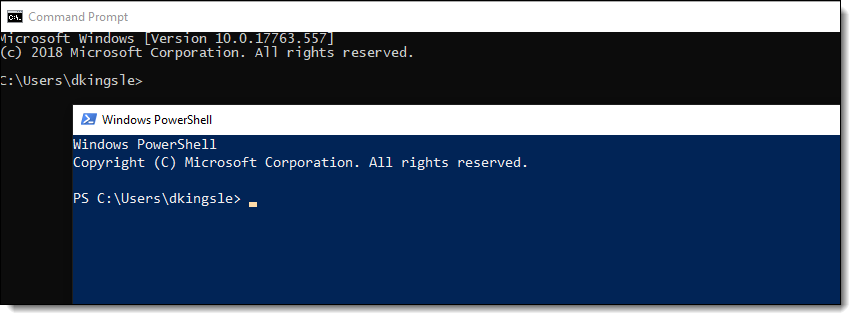 Command Prompt
Microsoft Windows [Version 10.0.17763.557]
(c) 2018 Microsoft Corporation. All rights reserved.
C:\Users\dkingsle>
Windows PowerShell
Windows PowerShell
Copyright (C) Microsoft Corporation. All rights reserved.
PS C:\Users\dkingsle>